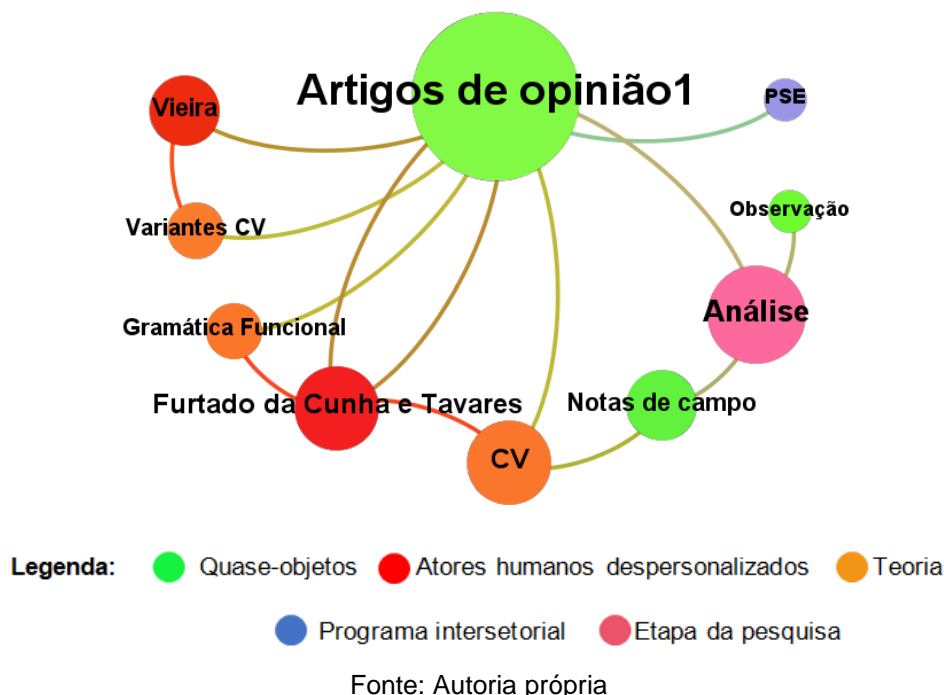 Artigos de opinião1
Vieira
PSE
Variantes CV
Observação
Gramática Funcional
Análise
Furtado da Cunha e Tavares
Notas de campo
CV
Legenda: Quase-objetos Atores humanos despersonalizados Teoria
Programa intersetorial Etapa da pesquisa
Fonte: Autoria própria